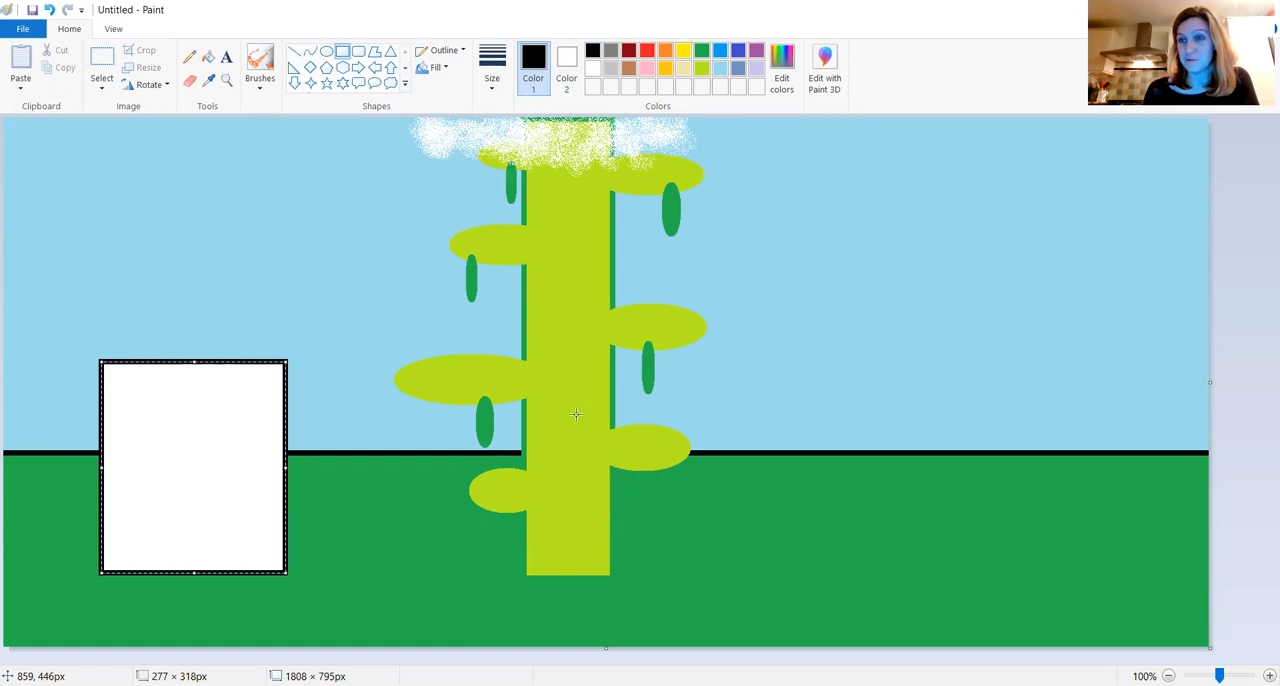 Untitled - Paint
File
Home
View
Paste
Cut
Copy
Clipboard
Select
Crop
Resize
Rotate
Image
Tools
A
Brushes
Shapes
Outline
Fill
Size
Color
1
Color
2
Edit
colors
Colors
Edit with
Paint 3D
859, 446px
277 × 318px
1808 × 795px
100%